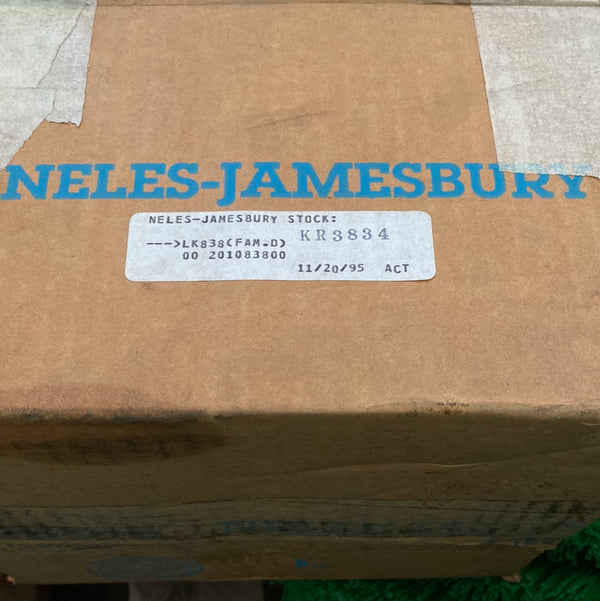 NELES-JAMESBURY
NELES-JAMESBURY STOCK:
KR3834
--->LK838(FAM.D)
00 201083800
11/20/95 ACT